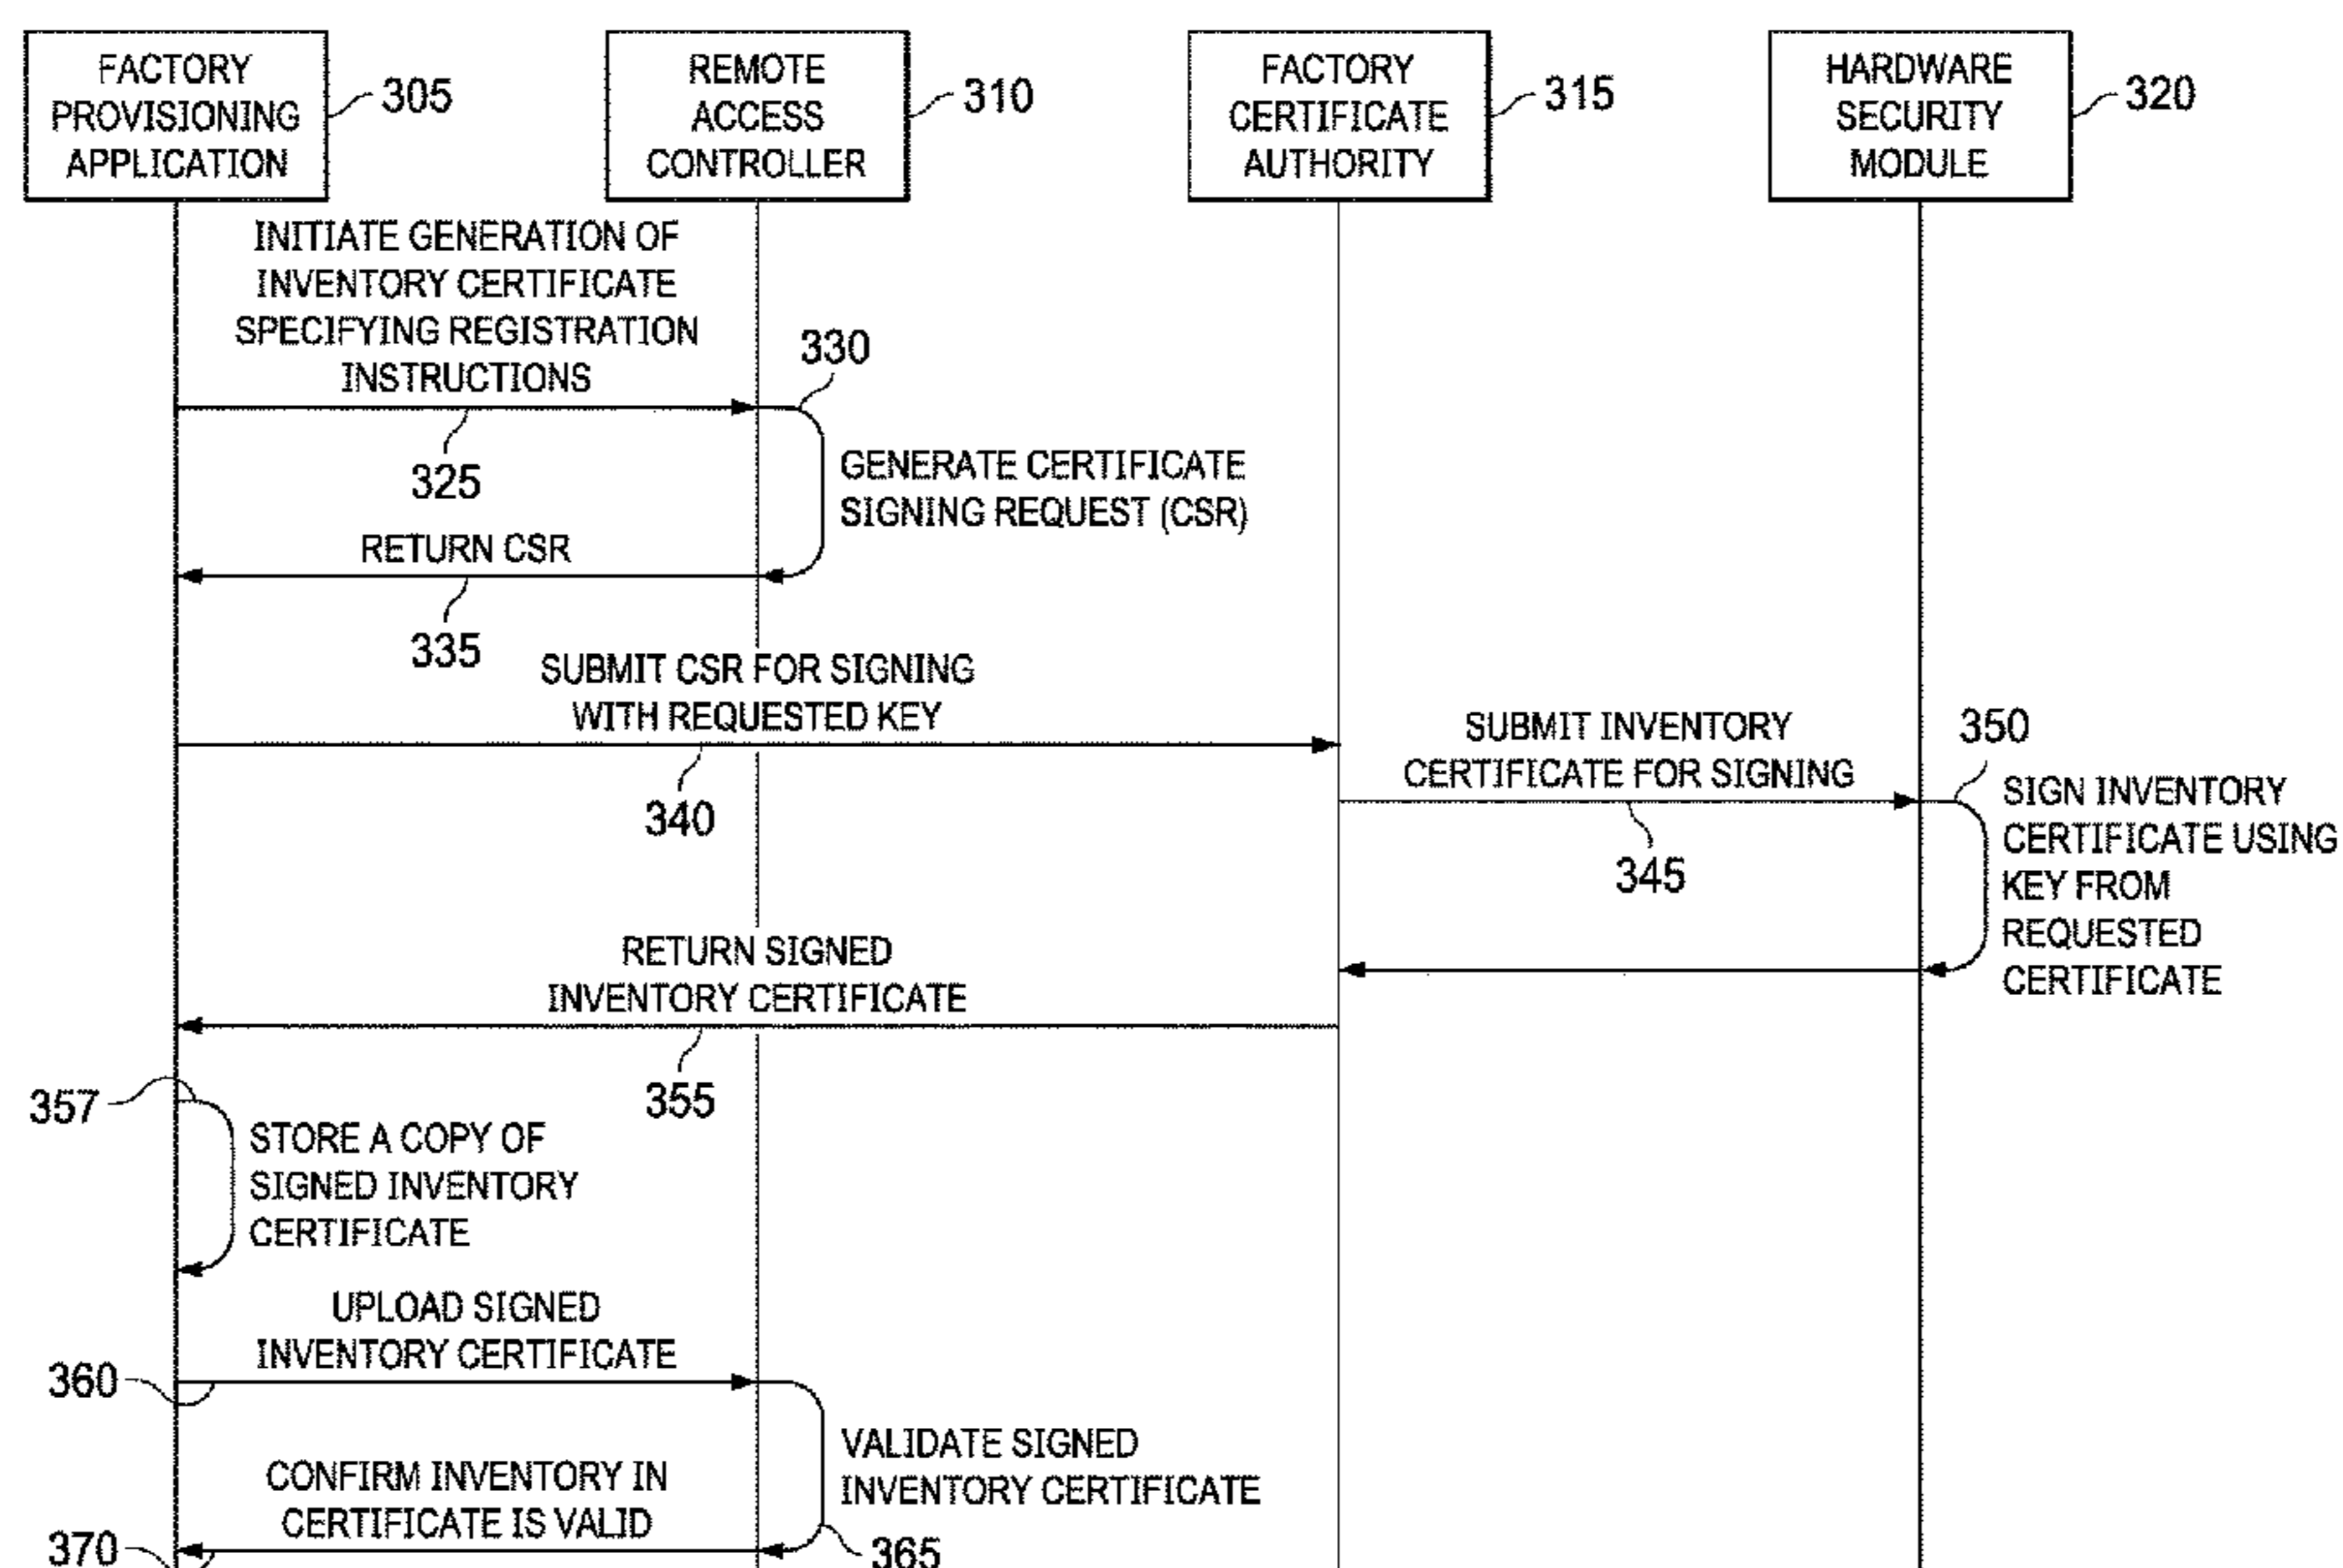 FACTORY
PROVISIONING
APPLICATION
305
REMOTE
ACCESS
CONTROLLER
310
FACTORY
CERTIFICATE
AUTHORITY
315
HARDWARE
SECURITY
MODULE
320
INITIATE GENERATION OF
INVENTORY CERTIFICATE
SPECIFYING REGISTRATION
INSTRUCTIONS
325
330
GENERATE CERTIFICATE
SIGNING REQUEST (CSR)
RETURN CSR
335
SUBMIT CSR FOR SIGNING
WITH REQUESTED KEY
340
SUBMIT INVENTORY
CERTIFICATE FOR SIGNING
345
350
SIGN INVENTORY
CERTIFICATE USING
KEY FROM
REQUESTED
CERTIFICATE
RETURN SIGNED
INVENTORY CERTIFICATE
355
357
STORE A COPY OF
SIGNED INVENTORY
CERTIFICATE
UPLOAD SIGNED
INVENTORY CERTIFICATE
360
VALIDATE SIGNED
INVENTORY CERTIFICATE
365
CONFIRM INVENTORY IN
CERTIFICATE IS VALID
370